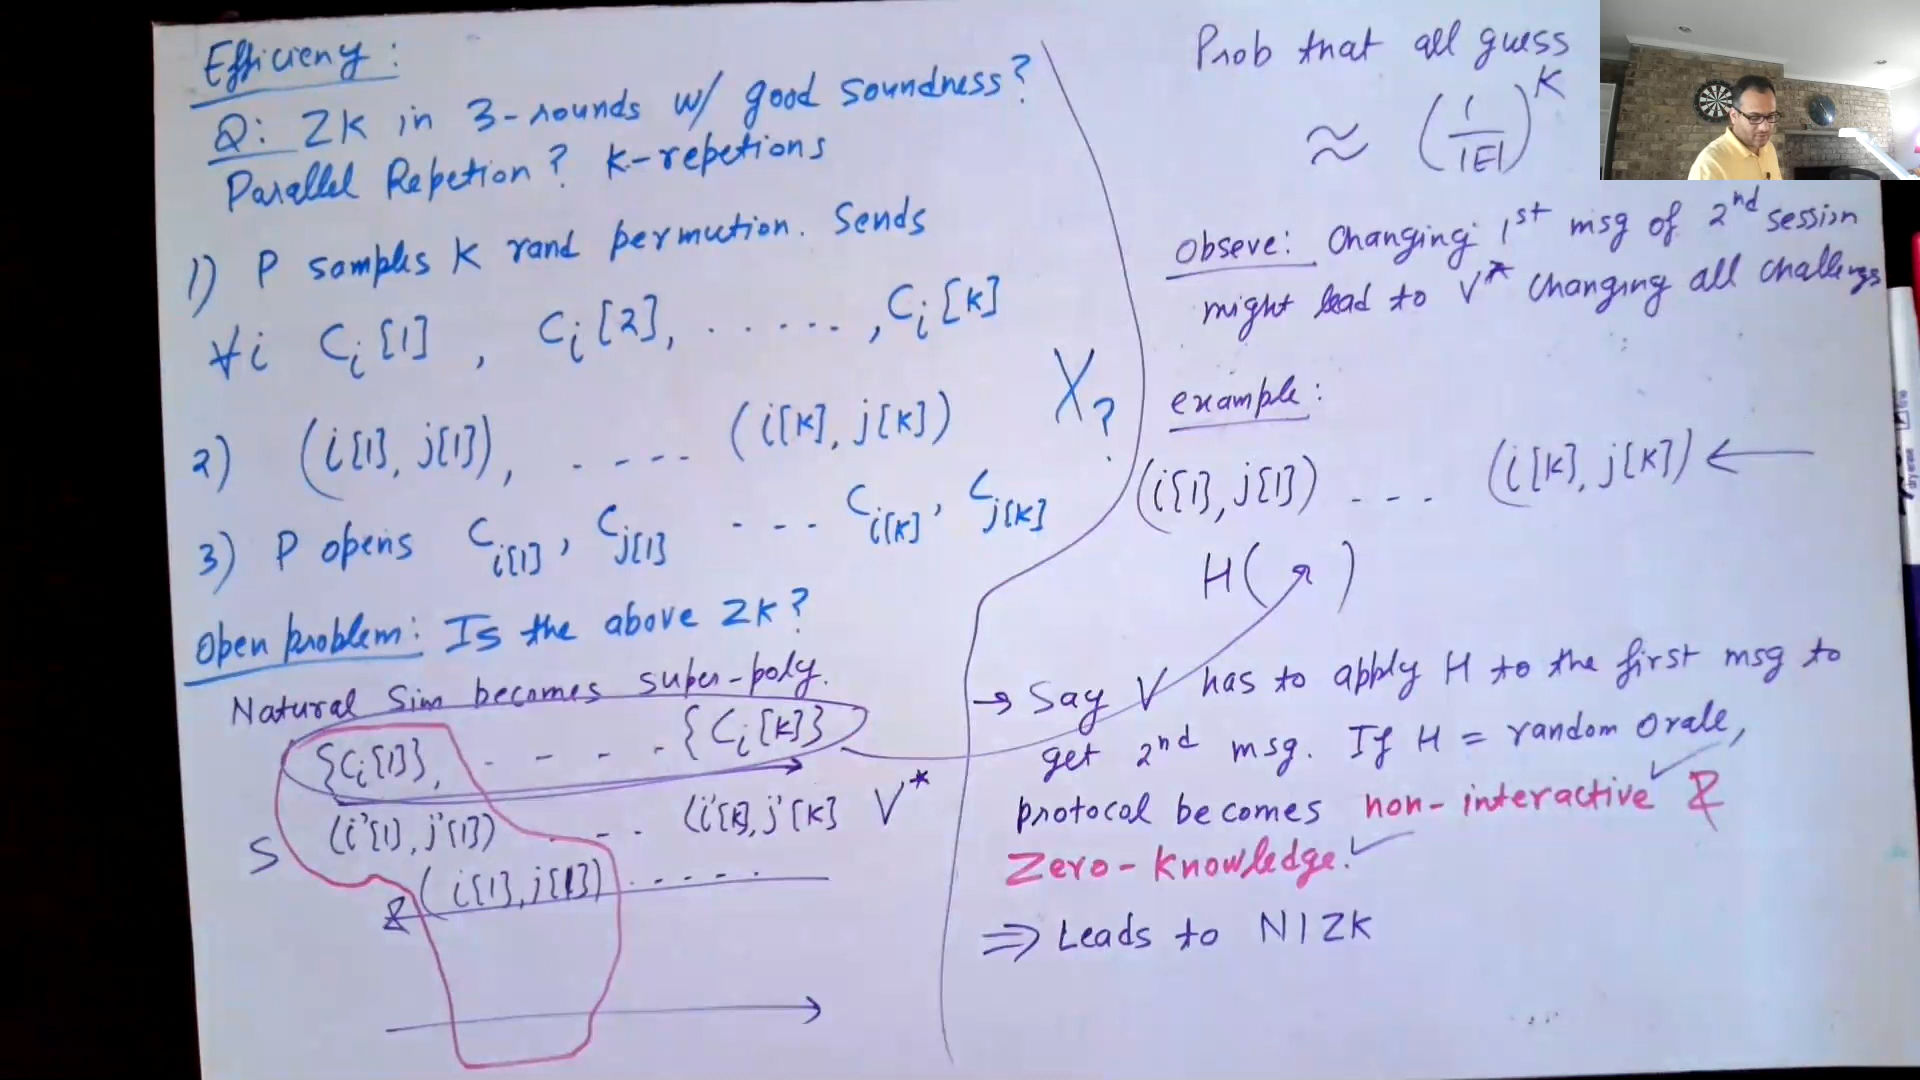 Efficieny:
Q: ZK in 3-rounds w/ good soundness?
Parallel Repetion? K-repetions
1) P samples K rand permution. Sends
∀i Ci[1], Ci[2], ....., Ci[K]
2) (i[1], j[1]), ..... (i[K], j[K])
X?
3) P opens Ci[1], Cj[1] ---- Ci[K], Cj[K]
Open problem: Is the above ZK?
Natural Sim becomes super-poly.
{Ci[1]}, - - - - {Ci[K]}
(i'[1], j'[1]) - - . (i'[K], j'[K] V*
S
(i[1], j[1]) . - - - .
Prob that all guess
≈ (1/|E|)^K
Obseve: Changing 1st msg of 2nd session
might lead to V* changing all challengs
example:
(i[1], j[1]) - - - (i[K], j[K]) ←
H( )
→ Say V has to apply H to the first msg to
get 2nd msg. If H = random orale,
protocol becomes non-interactive &
Zero-Knowledge.
⇒ Leads to NIZK